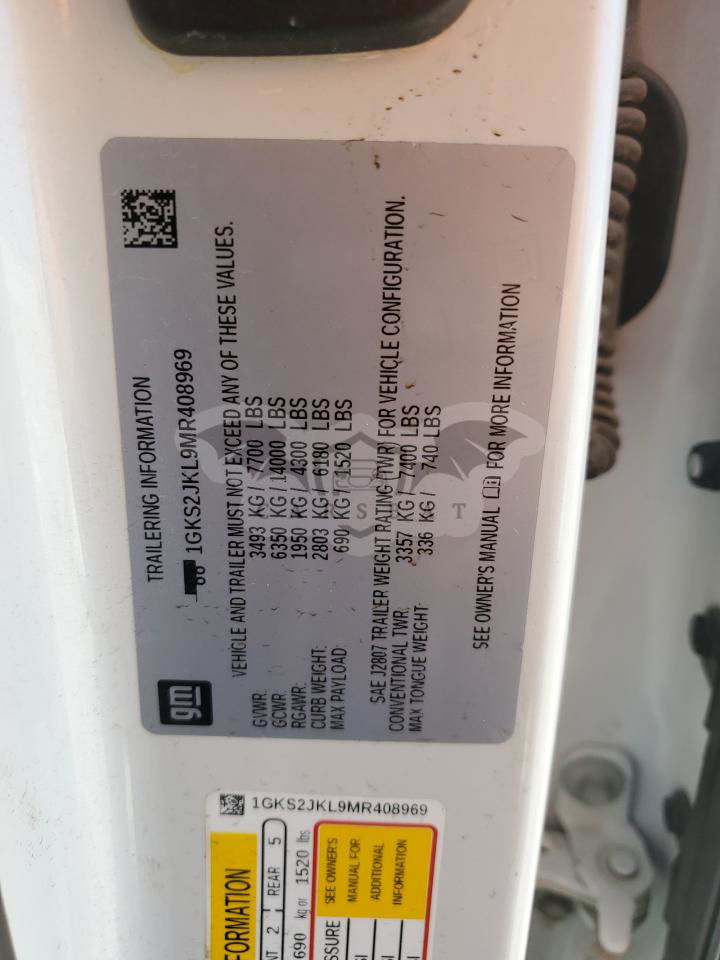 TRAILERING INFORMATION
1GKS2JKL9MR408969
gm
VEHICLE AND TRAILER MUST NOT EXCEED ANY OF THESE VALUES.
GVWR: 3493 KG / 7700 LBS
GCWR: 6350 KG / 14000 LBS
RGAWR: 1950 KG / 4300 LBS
CURB WEIGHT: 2803 KG / 6180 LBS
MAX PAYLOAD: 690 KG / 1520 LBS
SAE J2807 TRAILER WEIGHT RATING (TWR) FOR VEHICLE CONFIGURATION.
CONVENTIONAL TWR: 3357 KG / 7400 LBS
MAX TONGUE WEIGHT: 336 KG / 740 LBS
SEE OWNER'S MANUAL FOR MORE INFORMATION
1GKS2JKL9MR408969
ORMATION
NT 2 REAR 5
690 kg or 1520 lbs
SSURE
SEE OWNER'S
MANUAL FOR
ADDITIONAL
INFORMATION